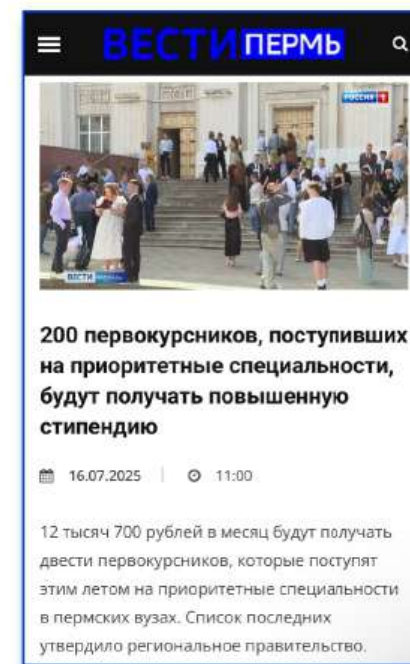 ВЕСТИ ПЕРМЬ
РОССИЯ 1
ВЕСТИ
200 первокурсников, поступивших
на приоритетные специальности,
будут получать повышенную
стипендию
16.07.2025 11:00
12 тысяч 700 рублей в месяц будут получать
двести первокурсников, которые поступят
этим летом на приоритетные специальности
в пермских вузах. Список последних
утвердило региональное правительство.